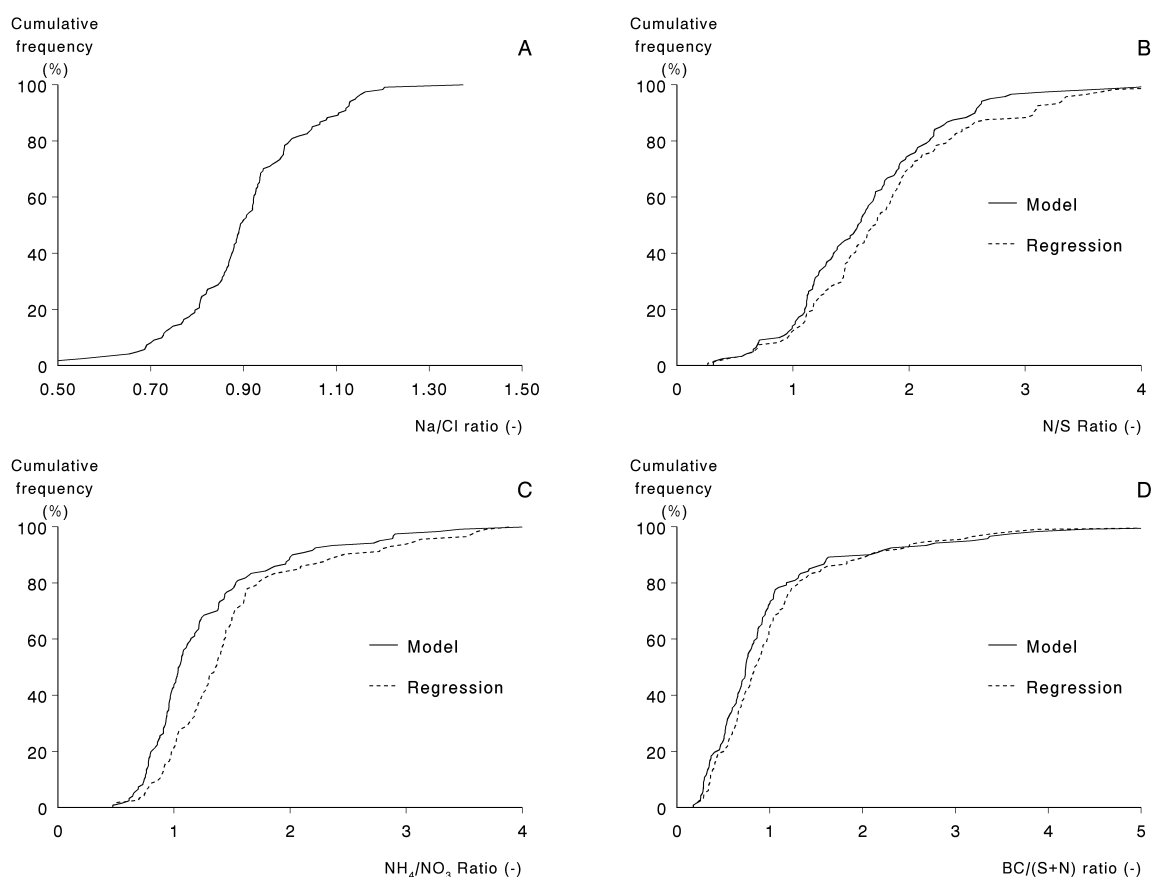 Cumulative
frequency
(%)
A
100
80
60
40
20
0
0.50 0.70 0.90 1.10 1.30 1.50
Na/Cl ratio (-)
Cumulative
frequency
(%)
B
100
80
60
40
20
0
Model
Regression
0 1 2 3 4
N/S Ratio (-)
Cumulative
frequency
(%)
C
100
80
60
40
20
0
Model
Regression
0 1 2 3 4
NH₄/NO₃ Ratio (-)
Cumulative
frequency
(%)
D
100
80
60
40
20
0
Model
Regression
0 1 2 3 4 5
BC/(S+N) ratio (-)